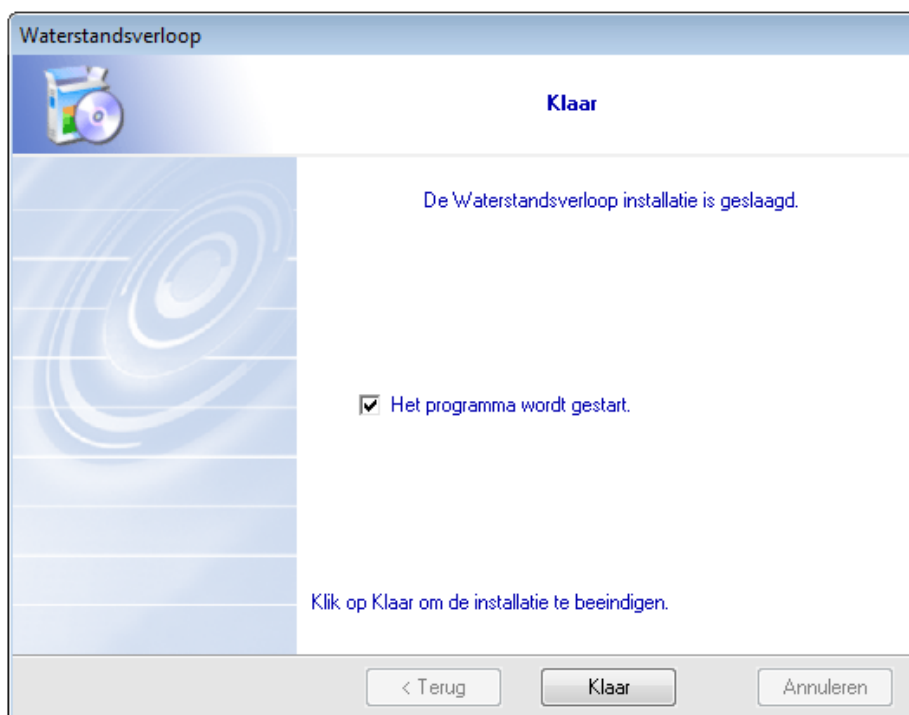 Waterstandsverloop
Klaar
De Waterstandsverloop installatie is geslaagd.
Het programma wordt gestart.
Klik op Klaar om de installatie te beeindigen.
< Terug
Klaar
Annuleren